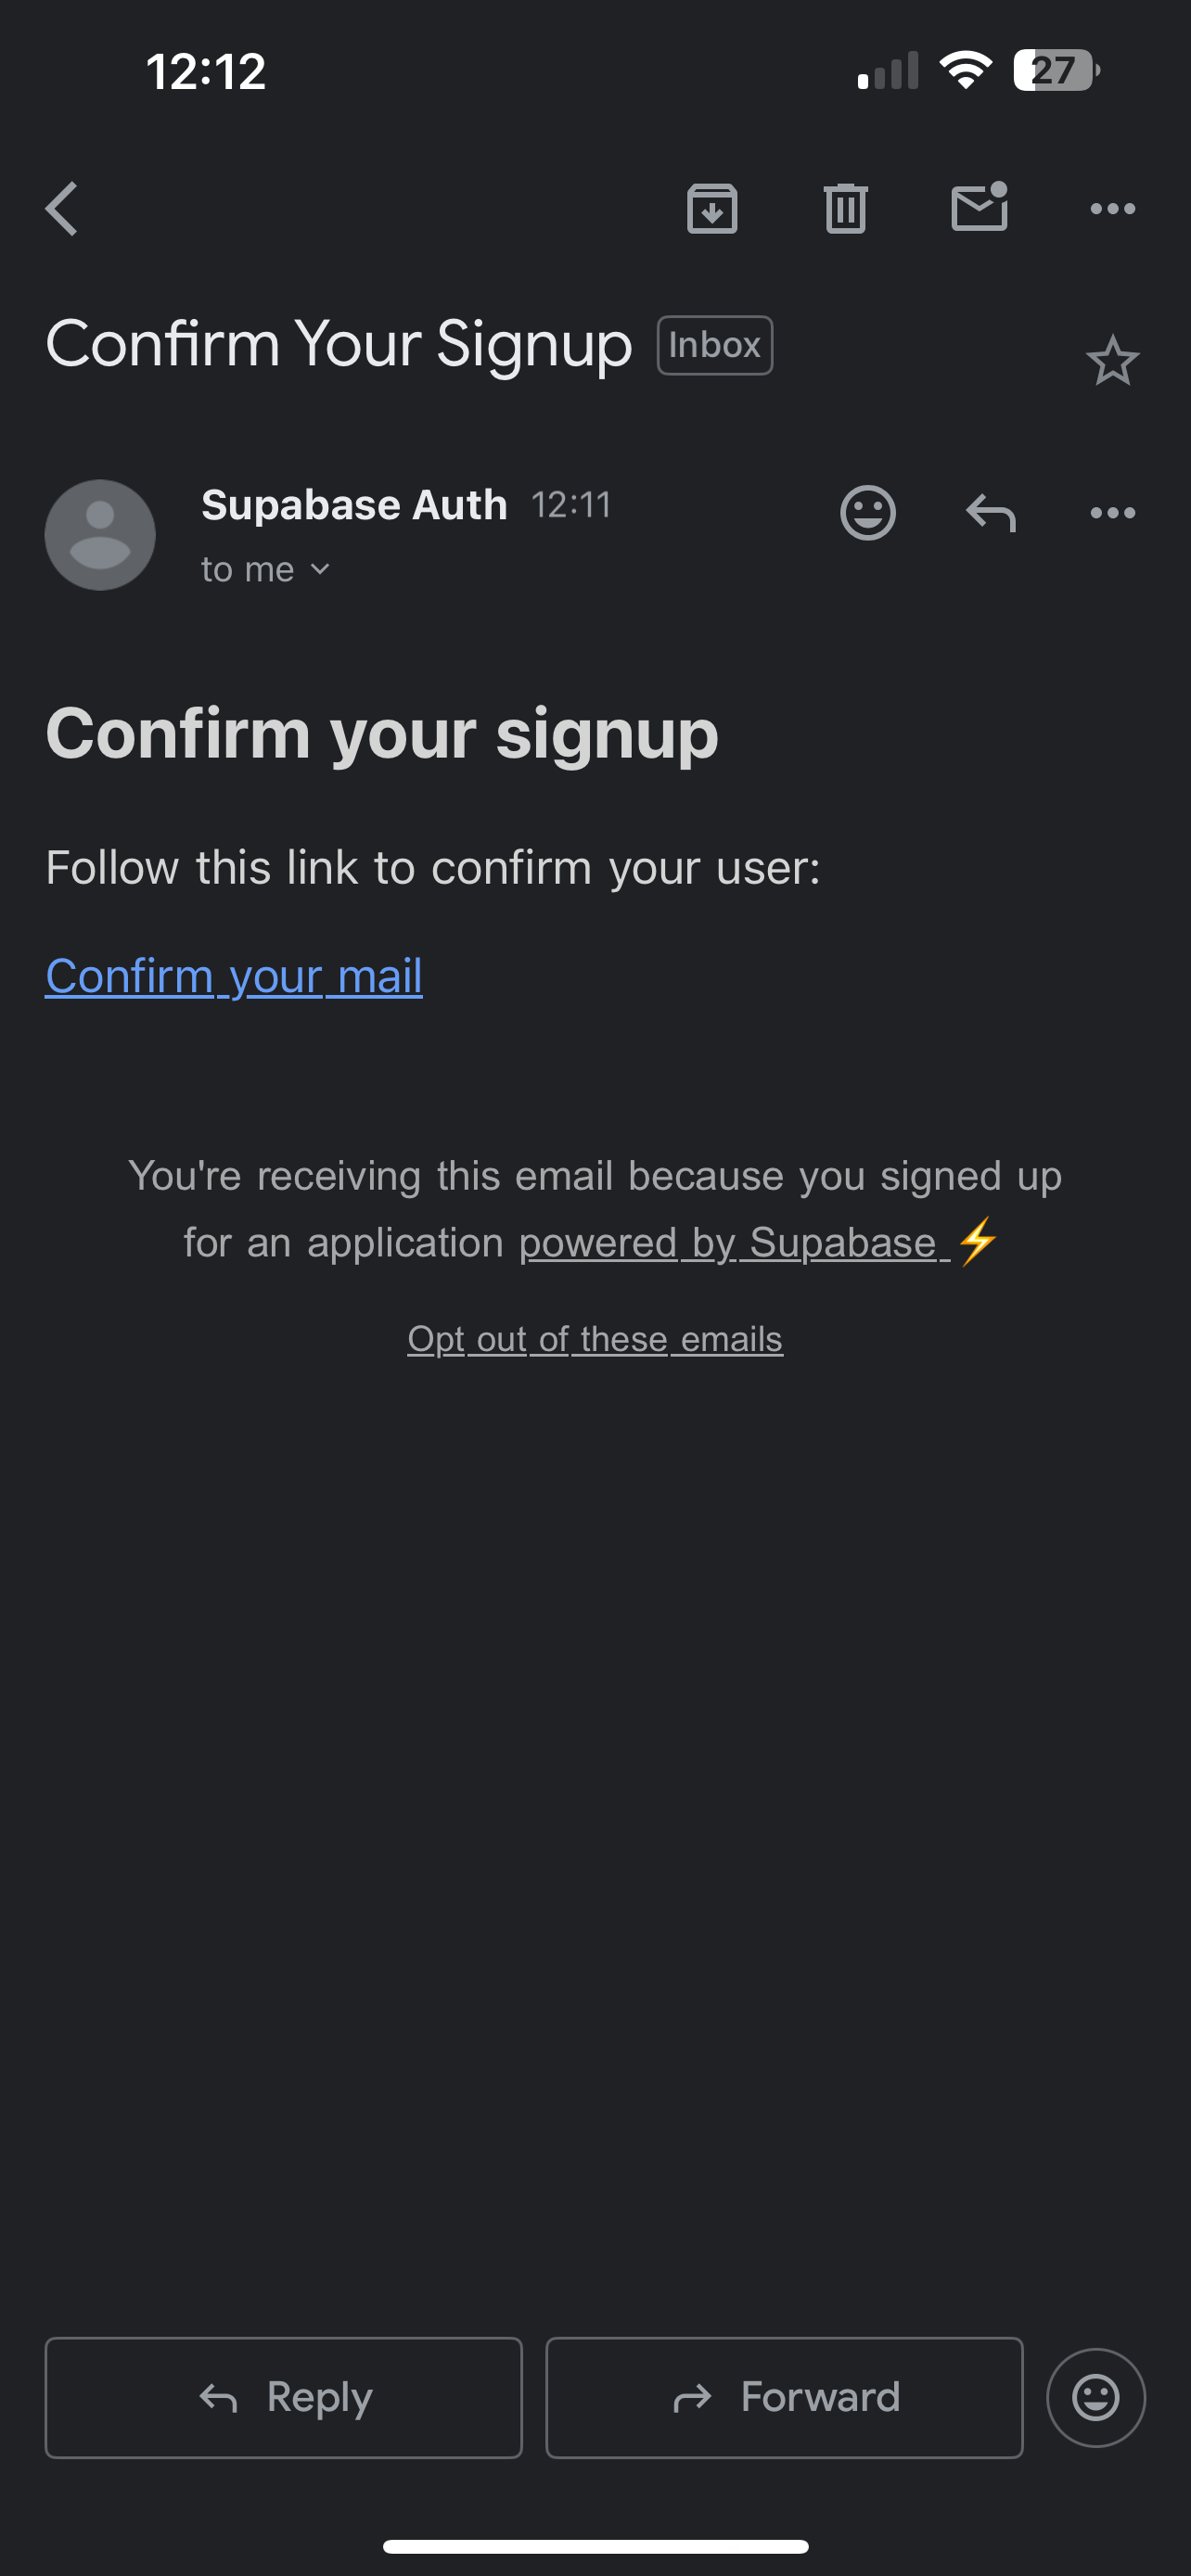 12:12
27
Confirm Your Signup Inbox
Supabase Auth 12:11
to me
Confirm your signup
Follow this link to confirm your user:
Confirm your mail
You're receiving this email because you signed up
for an application powered by Supabase ⚡
Opt out of these emails
Reply
Forward